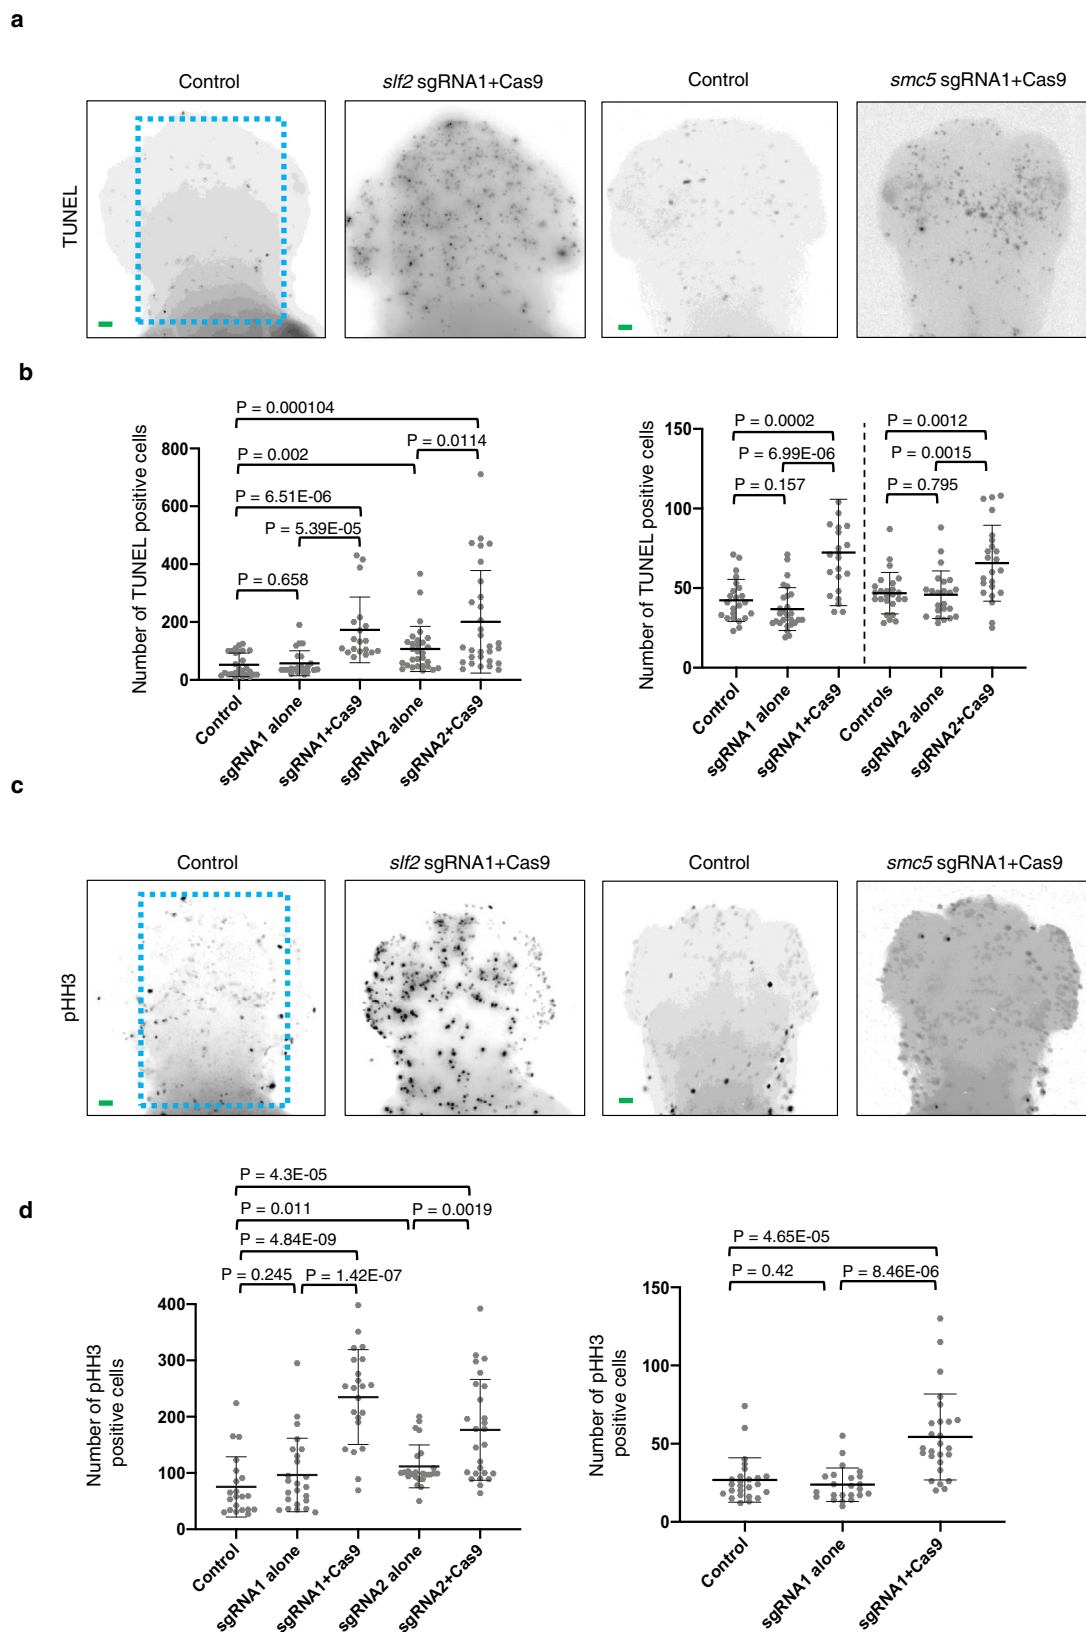 a
Control
slf2 sgRNA1+Cas9
Control
smc5 sgRNA1+Cas9
TUNEL
b
P = 0.000104
P = 0.0114
P = 0.002
P = 6.51E-06
P = 5.39E-05
P = 0.658
Number of TUNEL positive cells
800
600
400
200
0
Control
sgRNA1 alone
sgRNA1+Cas9
sgRNA2 alone
sgRNA2+Cas9
P = 0.0002
P = 0.0012
P = 6.99E-06
P = 0.0015
P = 0.157
P = 0.795
Number of TUNEL positive cells
150
100
50
0
Control
sgRNA1 alone
sgRNA1+Cas9
Controls
sgRNA2 alone
sgRNA2+Cas9
c
Control
slf2 sgRNA1+Cas9
Control
smc5 sgRNA1+Cas9
pHH3
d
P = 4.3E-05
P = 0.011
P = 0.0019
P = 4.84E-09
P = 0.245
P = 1.42E-07
Number of pHH3
positive cells
400
300
200
100
0
Control
sgRNA1 alone
sgRNA1+Cas9
sgRNA2 alone
sgRNA2+Cas9
P = 4.65E-05
P = 0.42
P = 8.46E-06
Number of pHH3
positive cells
150
100
50
0
Control
sgRNA1 alone
sgRNA1+Cas9